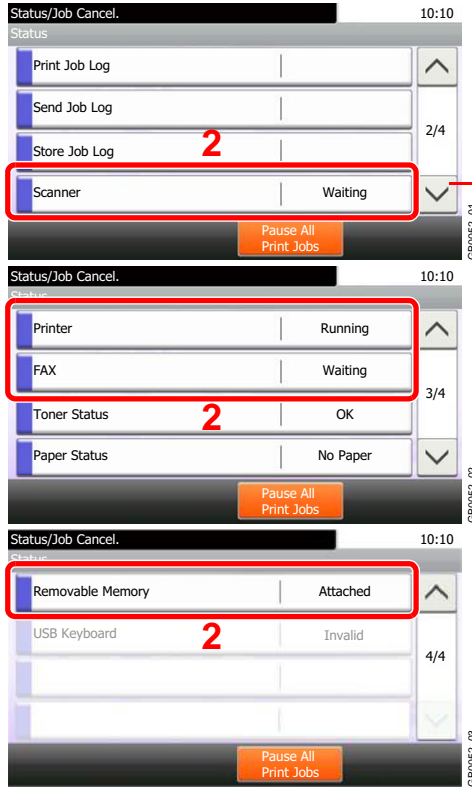 Status/Job Cancel. 10:10
Status
Print Job Log
Send Job Log
2/4
Store Job Log
2
Scanner Waiting
Pause All
Print Jobs
GB0052_01
Status/Job Cancel. 10:10
Status
Printer Running
FAX Waiting
3/4
Toner Status OK
2
Paper Status No Paper
Pause All
Print Jobs
GB0052_02
Status/Job Cancel. 10:10
Status
Removable Memory Attached
USB Keyboard Invalid
2
4/4
Pause All
Print Jobs
GB0052_03